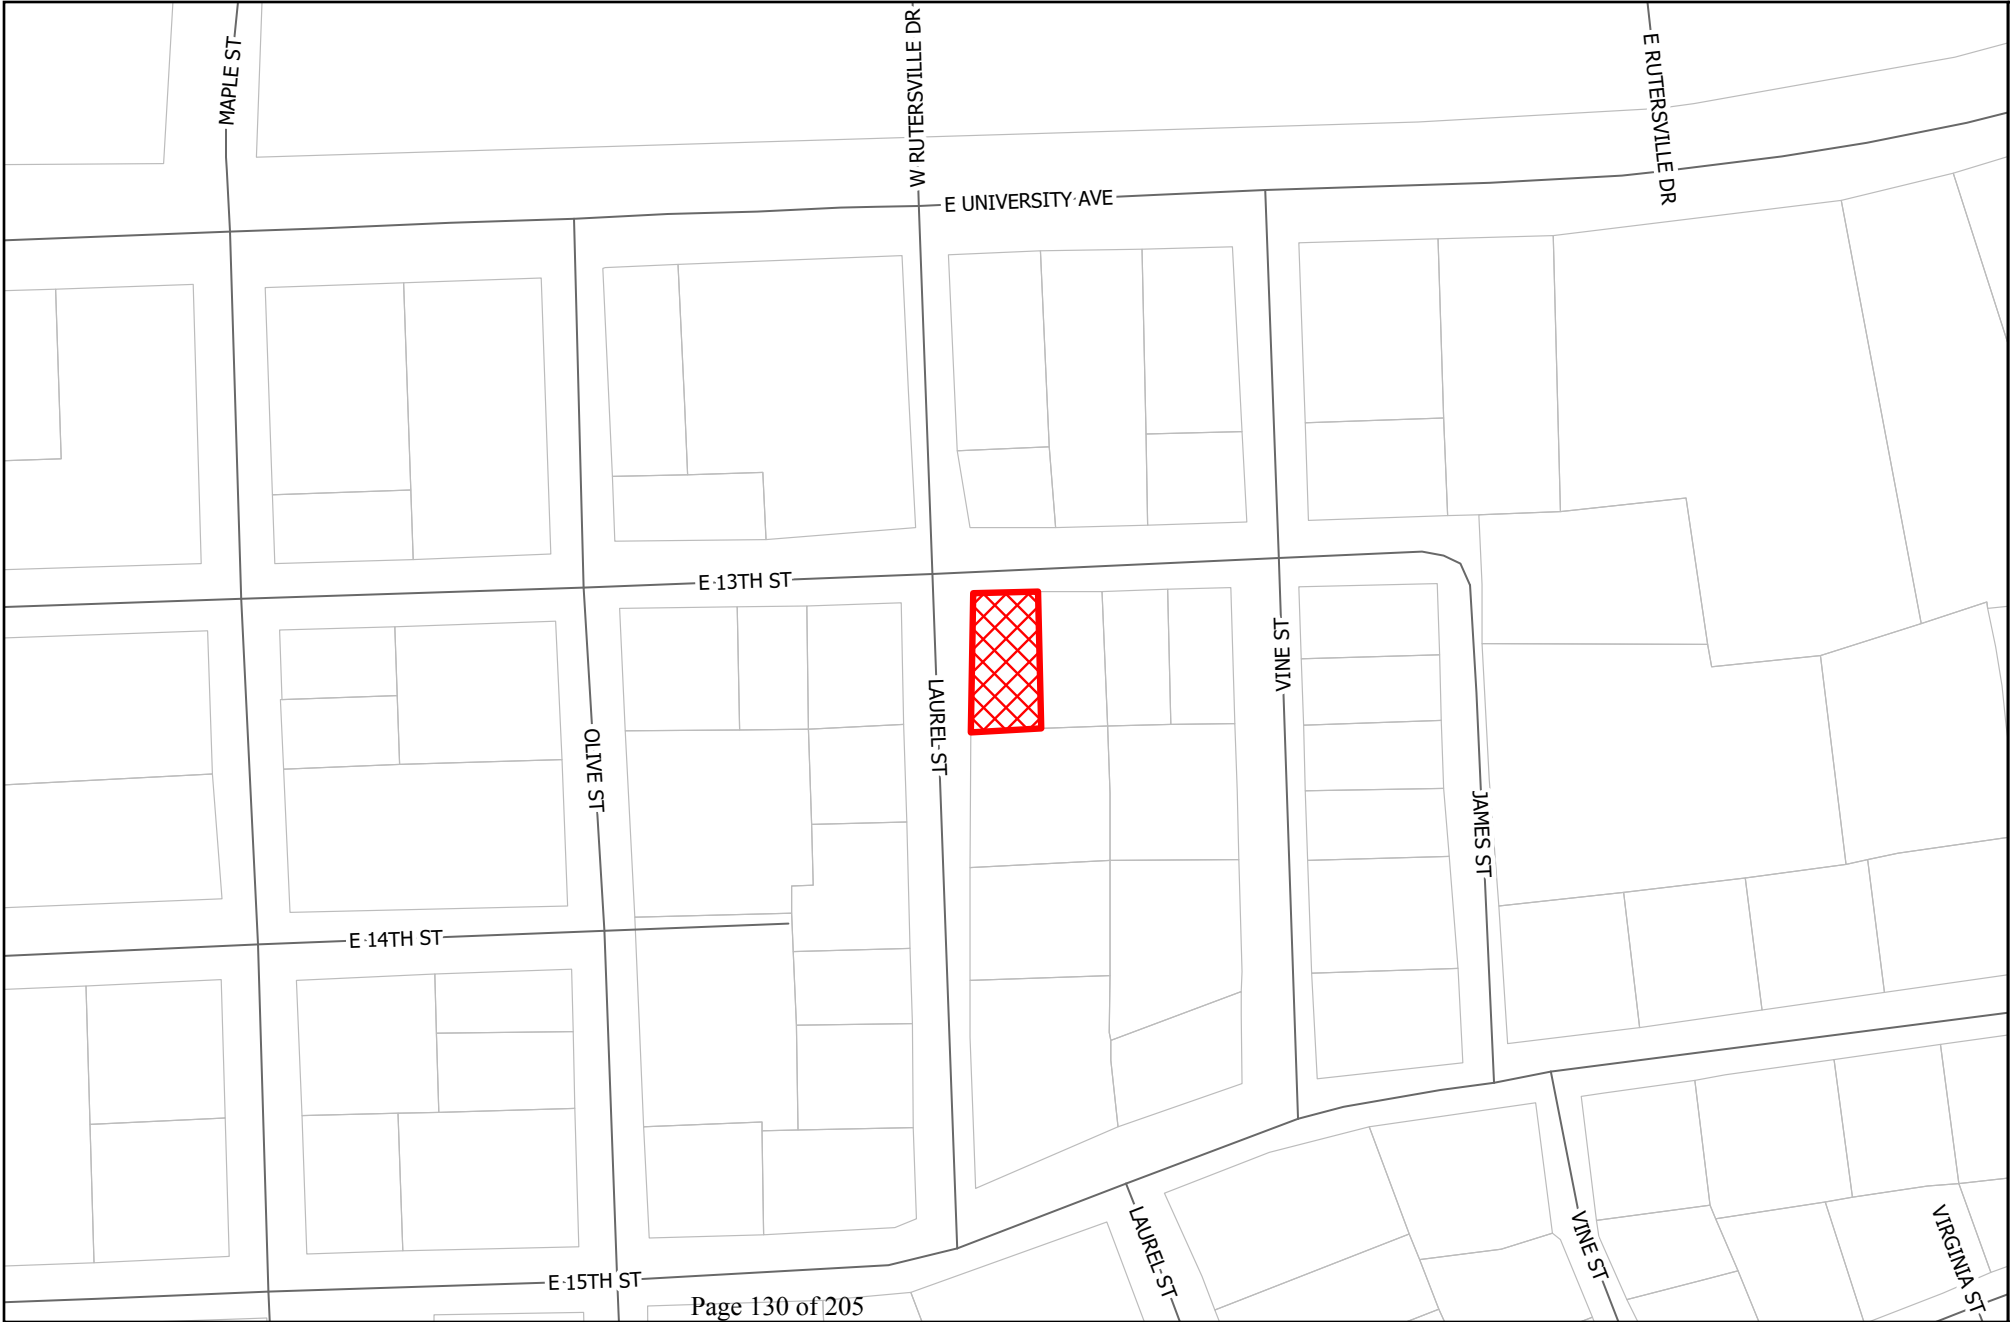 MAPLE ST
W RUTERSVILLE DR
E RUTERSVILLE DR
E UNIVERSITY AVE
E 13TH ST
VINE ST
LAUREL ST
OLIVE ST
JAMES ST
E 14TH ST
LAUREL ST
VINE ST
VIRGINIA ST
E 15TH ST
Page 130 of 205